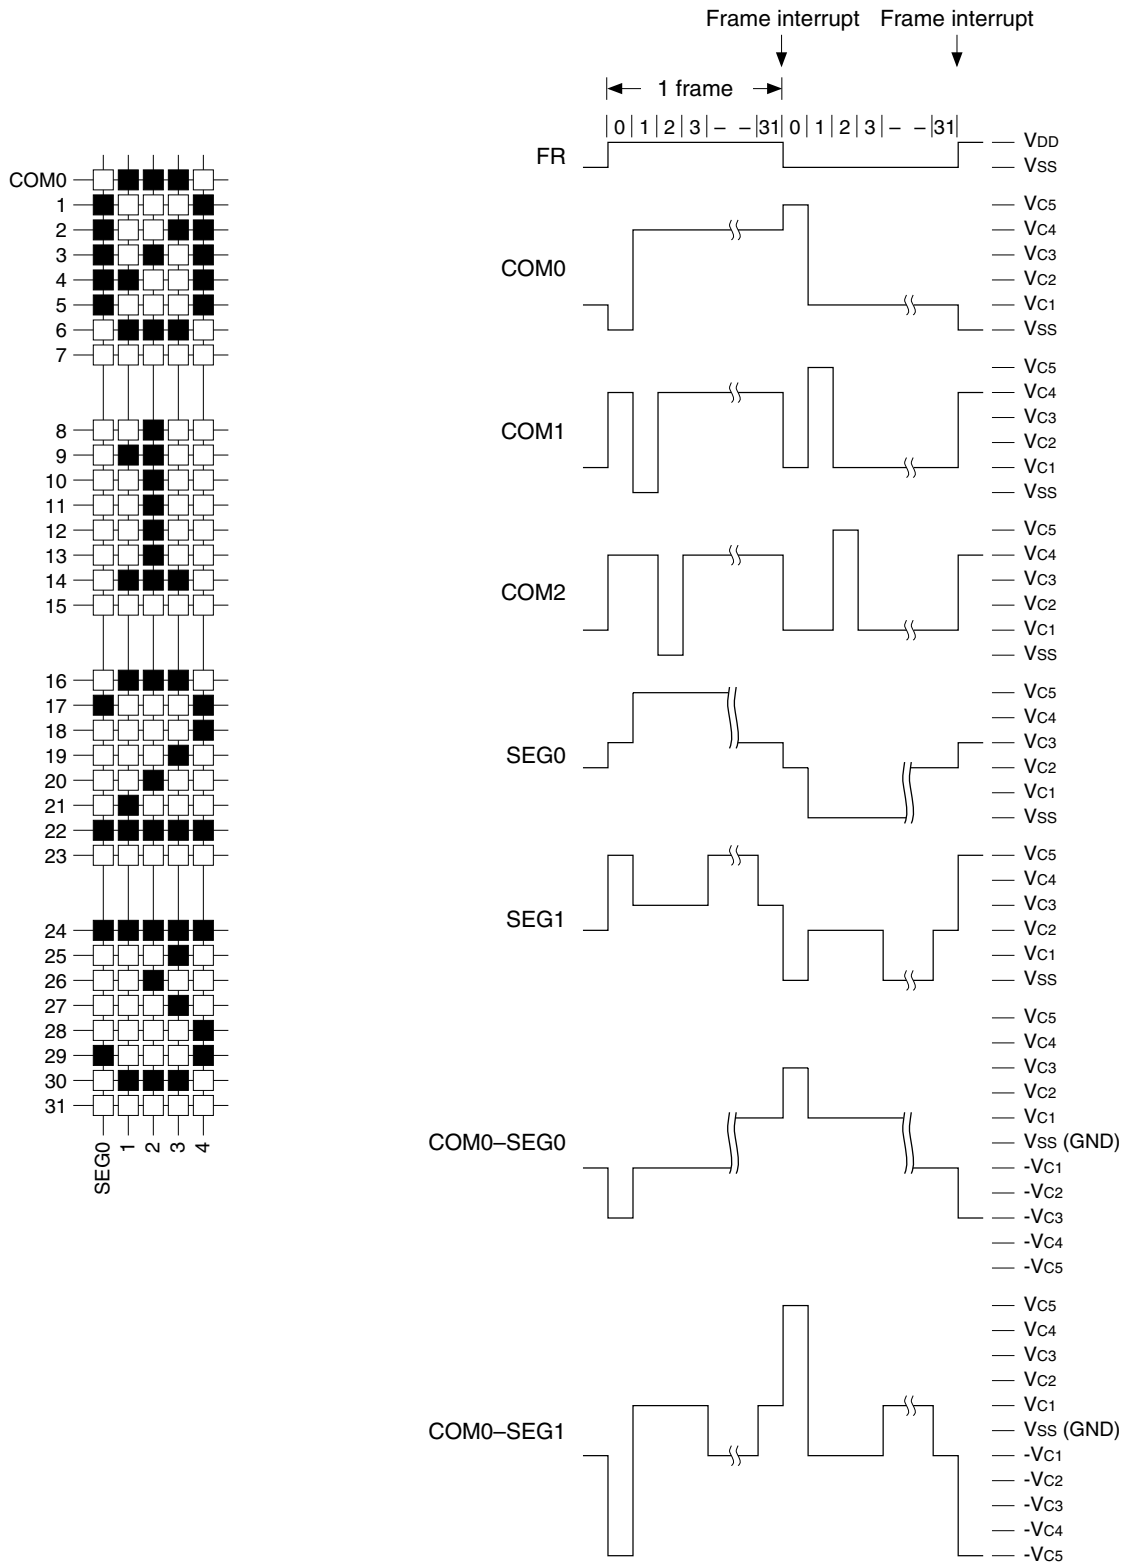 Frame interrupt Frame interrupt
1 frame
0 1 2 3 – – 31 0 1 2 3 – – 31
FR
VDD
VSS
COM0
VC5
VC4
VC3
VC2
VC1
VSS
COM1
VC5
VC4
VC3
VC2
VC1
VSS
COM2
VC5
VC4
VC3
VC2
VC1
VSS
SEG0
VC5
VC4
VC3
VC2
VC1
VSS
SEG1
VC5
VC4
VC3
VC2
VC1
VSS
COM0–SEG0
VC5
VC4
VC3
VC2
VC1
VSS (GND)
-VC1
-VC2
-VC3
-VC4
-VC5
COM0–SEG1
VC5
VC4
VC3
VC2
VC1
VSS (GND)
-VC1
-VC2
-VC3
-VC4
-VC5
COM0
1
2
3
4
5
6
7
8
9
10
11
12
13
14
15
16
17
18
19
20
21
22
23
24
25
26
27
28
29
30
31
SEG0
1
2
3
4